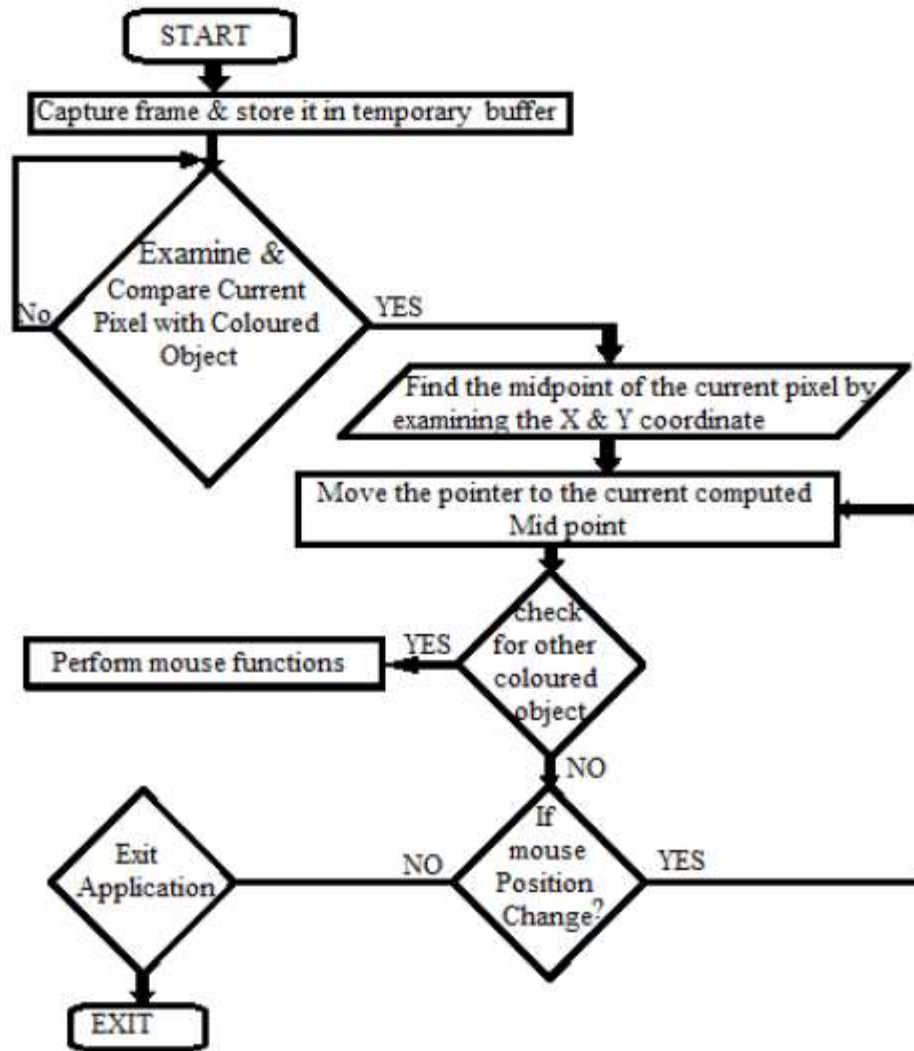 START
Capture frame & store it in temporary buffer
Examine &
Compare Current
Pixel with Coloured
Object
No
YES
Find the midpoint of the current pixel by
examining the X & Y coordinate
Move the pointer to the current computed
Mid point
check
for other
coloured
object
YES
Perform mouse functions
NO
If
mouse
Position
Change?
YES
NO
Exit
Application
EXIT